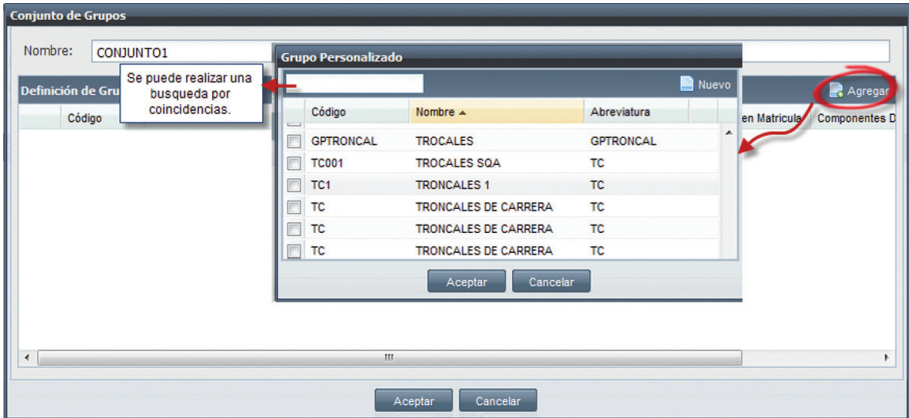 Conjunto de Grupos
Nombre: CONJUNTO1
Grupo Personalizado
Se puede realizar una
busqueda por
coincidencias.
Nuevo
Definición de Gru
Agregar
Código Nombre Abreviatura
Código
en Matricula Componentes D
GPTRONCAL TROCALES GPTRONCAL
TC001 TROCALES SQA TC
TC1 TRONCALES 1 TC
TC TRONCALES DE CARRERA TC
TC TRONCALES DE CARRERA TC
TC TRONCALES DE CARRERA TC
Aceptar Cancelar
Aceptar Cancelar